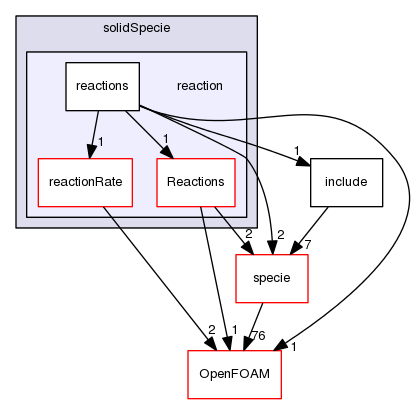 solidSpecie
reactions
reaction
1
1
1
reactionRate
Reactions
include
2
2
7
specie
2
1
76
1
OpenFOAM